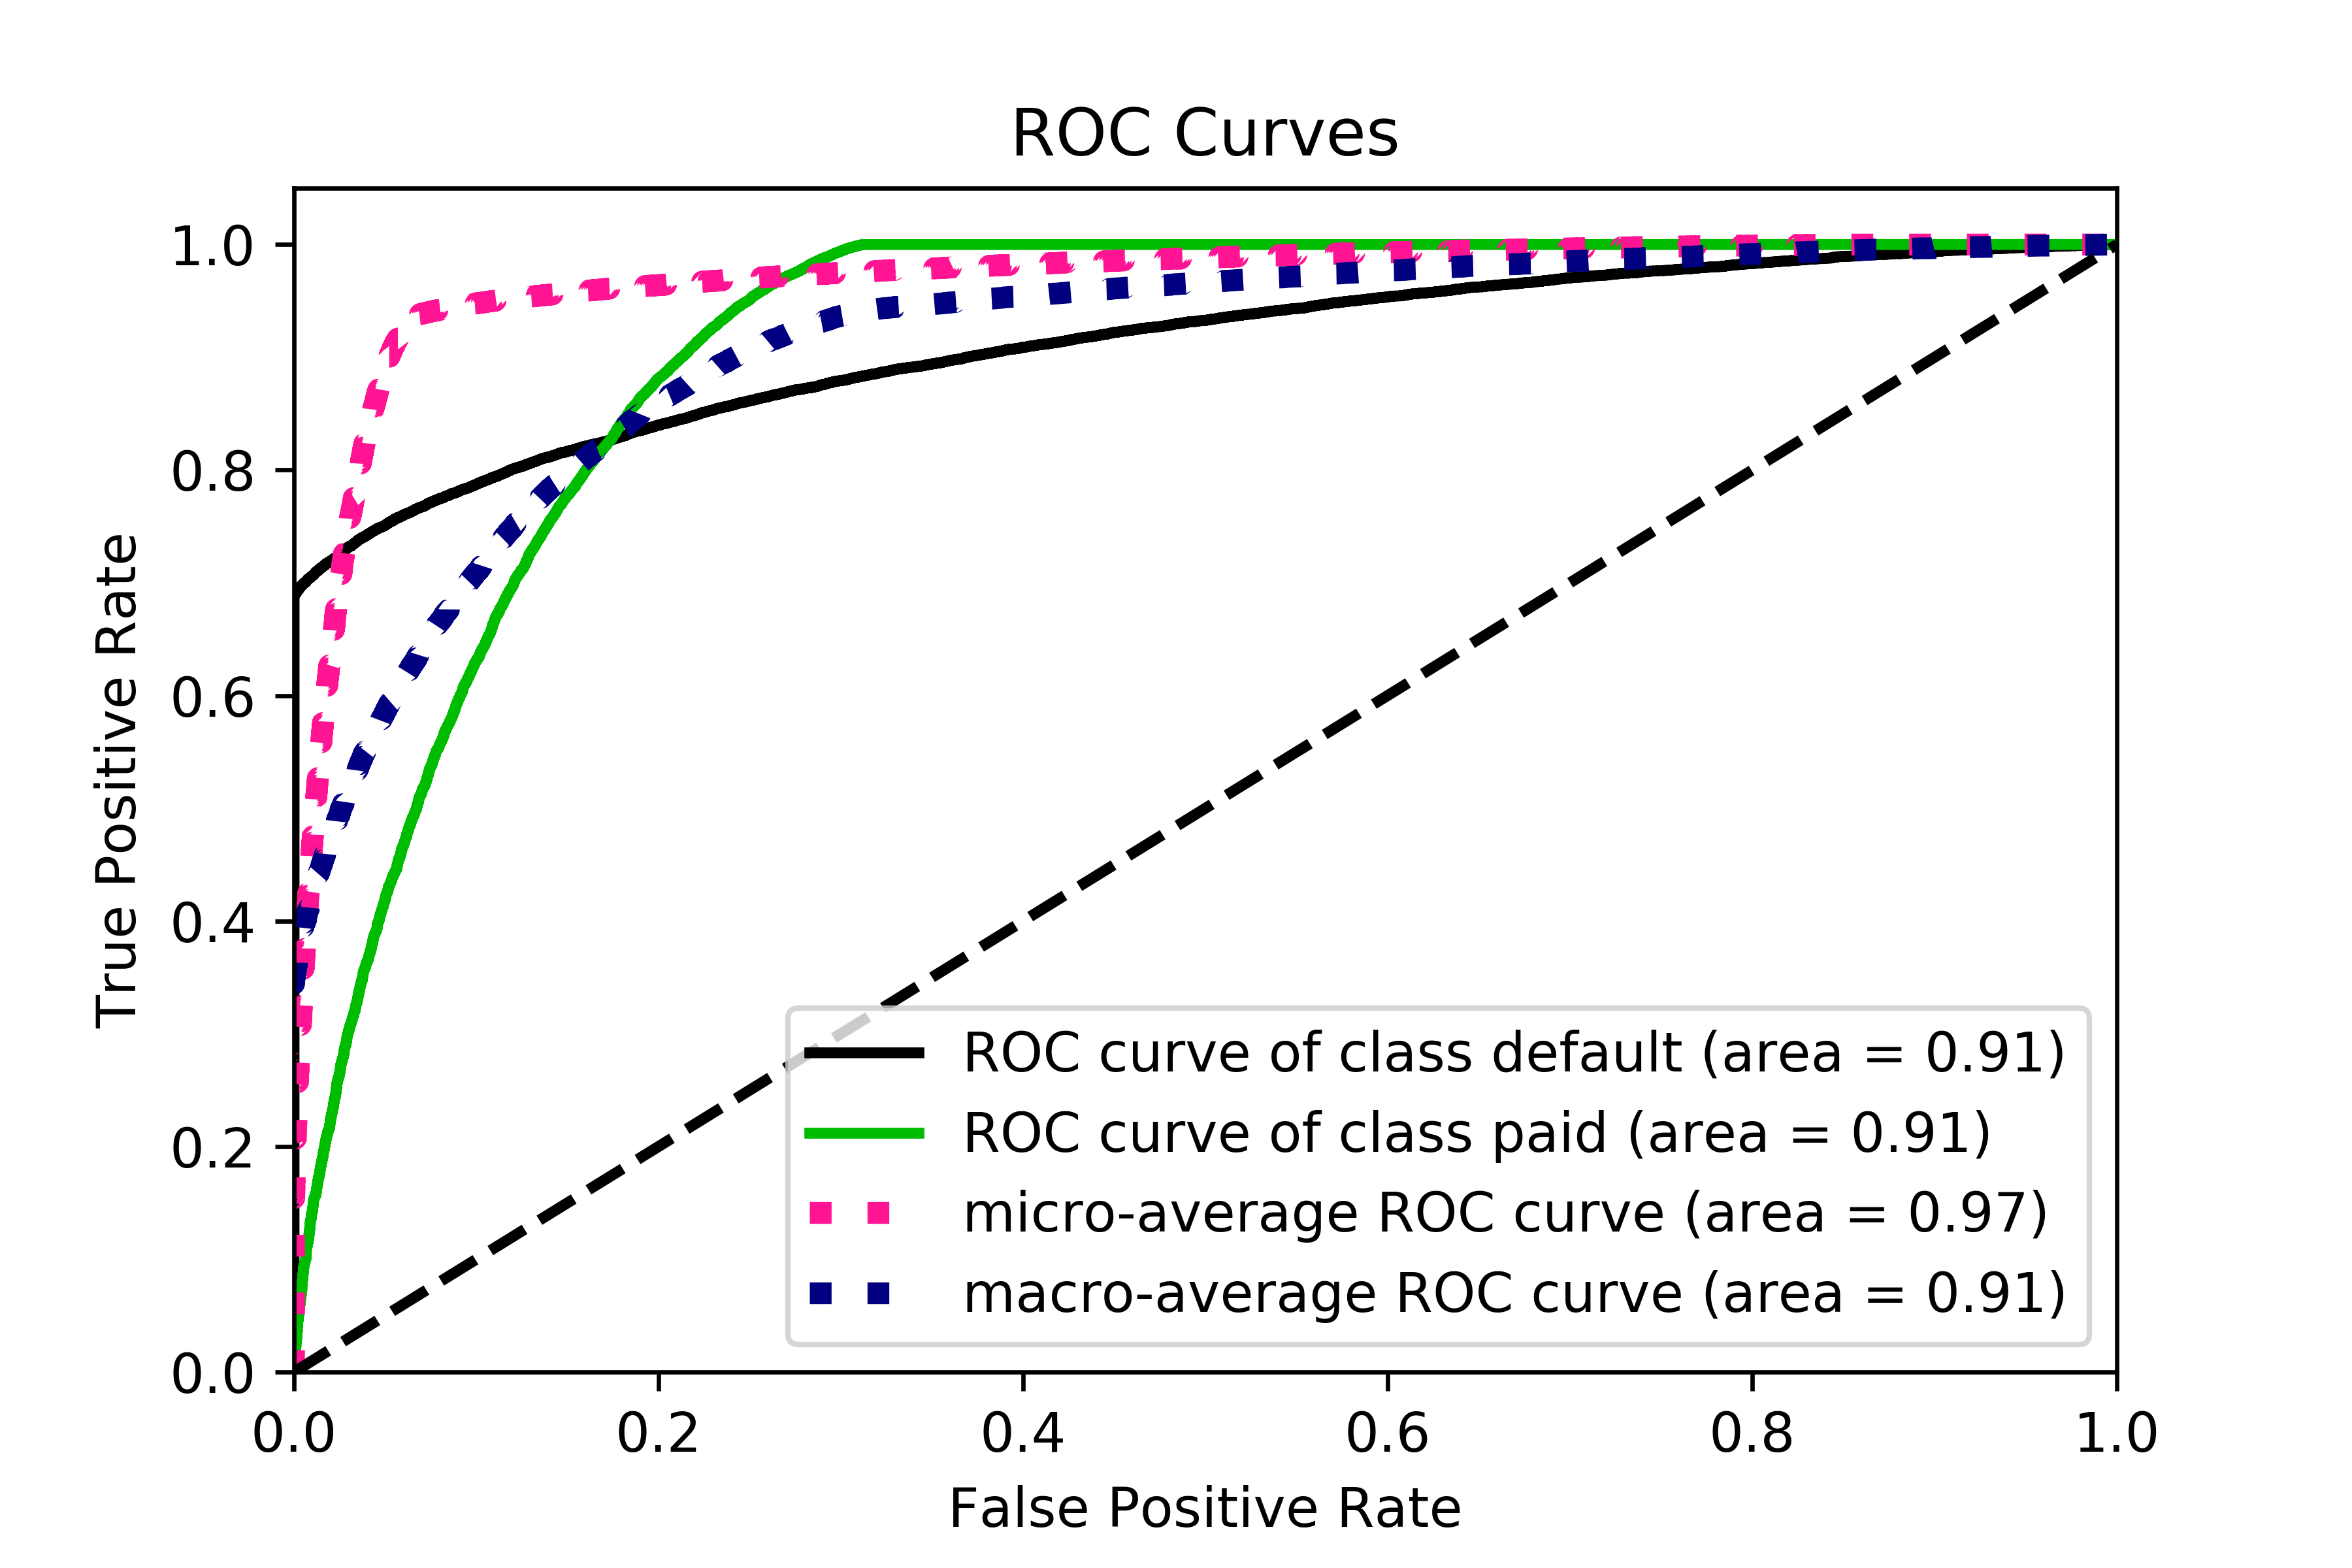 ROC Curves
True Positive Rate
1.0
0.8
0.6
0.4
0.2
0.0
ROC curve of class default (area = 0.91)
ROC curve of class paid (area = 0.91)
micro-average ROC curve (area = 0.97)
macro-average ROC curve (area = 0.91)
0.0 0.2 0.4 0.6 0.8 1.0
False Positive Rate